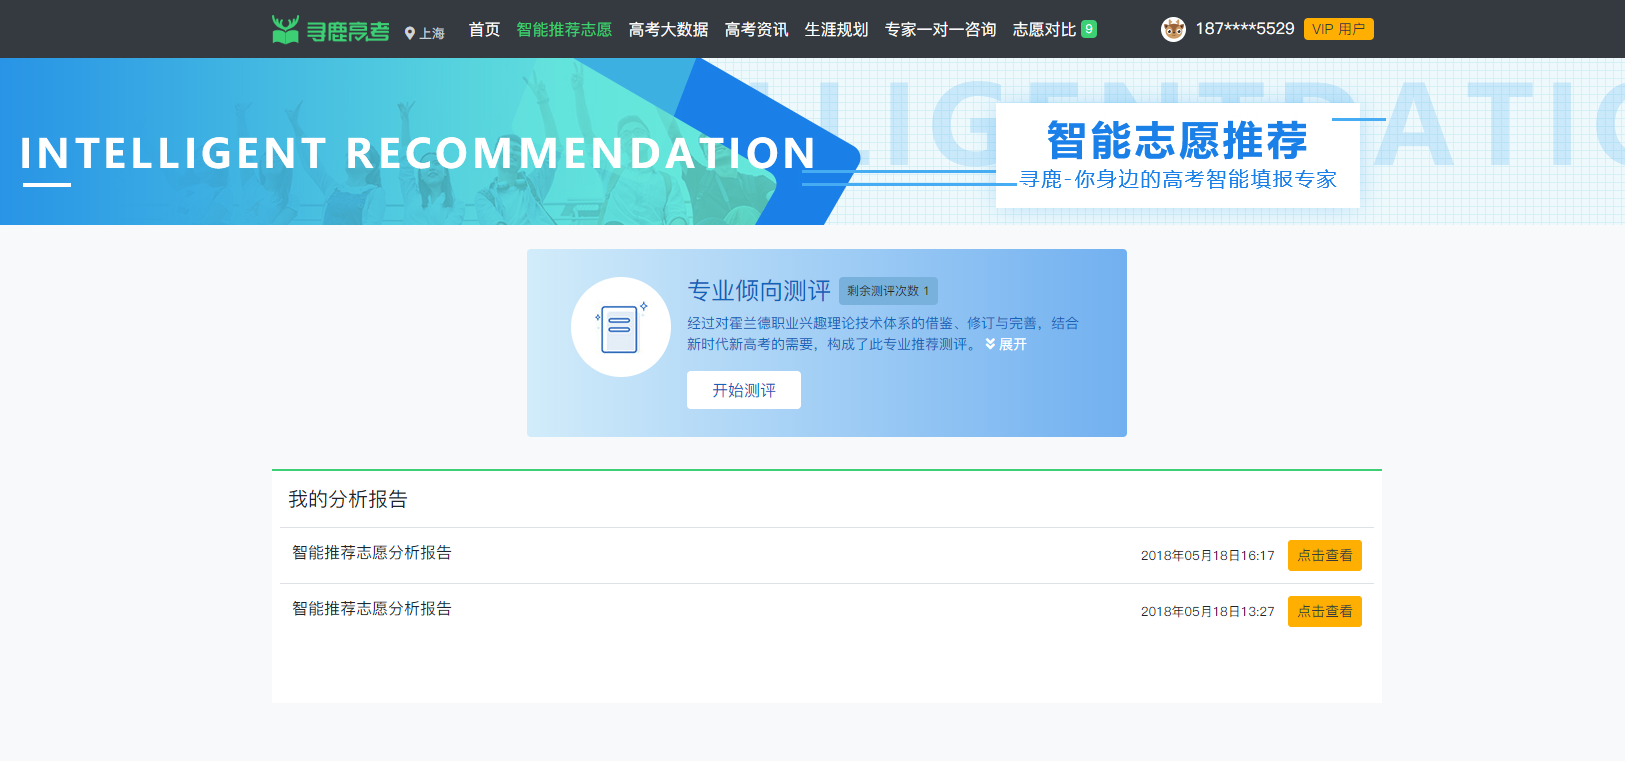 寻鹿高考 上海 首页 智能推荐志愿 高考大数据 高考资讯 生涯规划 专家一对一咨询 志愿对比 9 187****5529 VIP 用户
INTELLIGENT RECOMMENDATION
智能志愿推荐
寻鹿-你身边的高考智能填报专家
专业倾向测评 剩余测评次数 1
经过对霍兰德职业兴趣理论技术体系的借鉴、修订与完善，结合
新时代新高考的需要，构成了此专业推荐测评。 展开
开始测评
我的分析报告
智能推荐志愿分析报告 2018年05月18日16:17 点击查看
智能推荐志愿分析报告 2018年05月18日13:27 点击查看